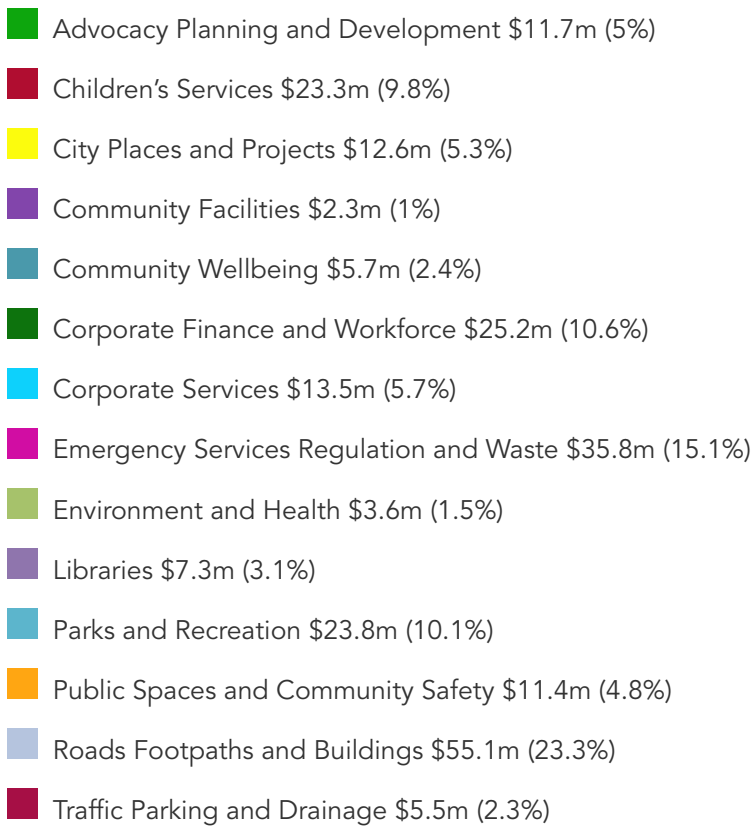 Advocacy Planning and Development $11.7m (5%)
Children’s Services $23.3m (9.8%)
City Places and Projects $12.6m (5.3%)
Community Facilities $2.3m (1%)
Community Wellbeing $5.7m (2.4%)
Corporate Finance and Workforce $25.2m (10.6%)
Corporate Services $13.5m (5.7%)
Emergency Services Regulation and Waste $35.8m (15.1%)
Environment and Health $3.6m (1.5%)
Libraries $7.3m (3.1%)
Parks and Recreation $23.8m (10.1%)
Public Spaces and Community Safety $11.4m (4.8%)
Roads Footpaths and Buildings $55.1m (23.3%)
Traffic Parking and Drainage $5.5m (2.3%)